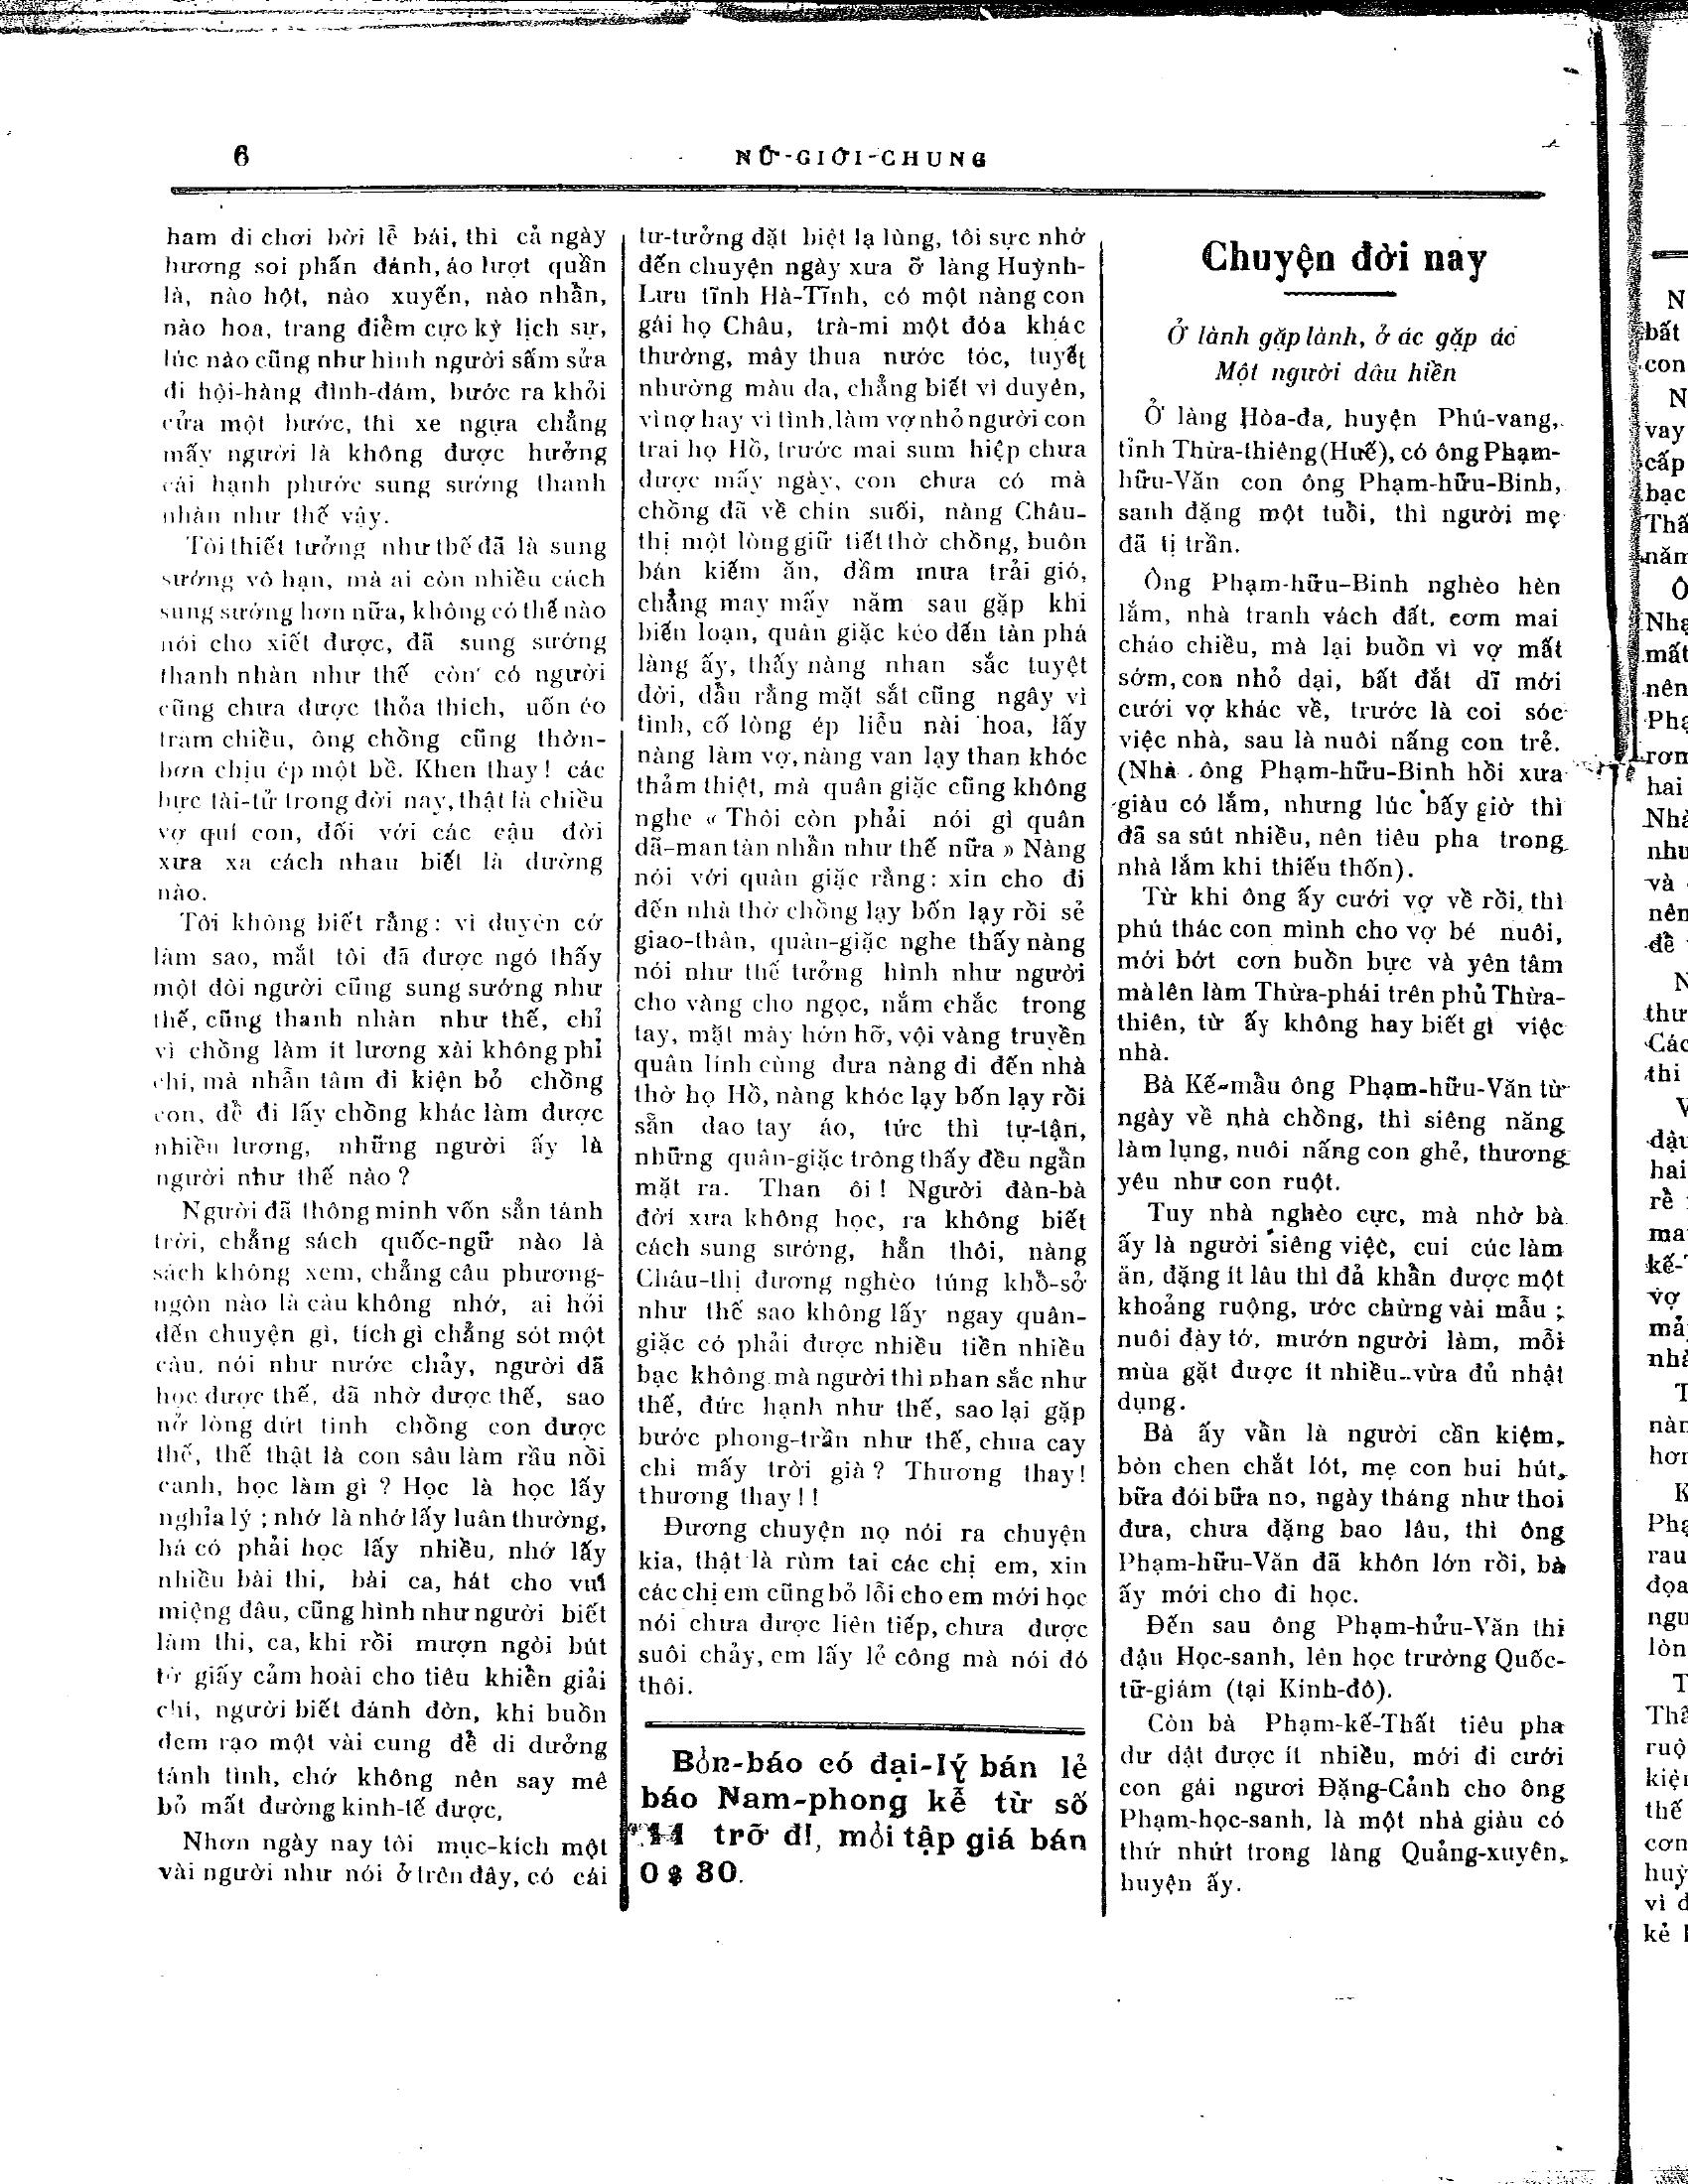 6
NỮ-GIỚI-CHUNG
ham đi chơi bời lễ bái, thì cả ngày
hương soi phấn đánh, áo lượt quần
là, nào hột, nào xuyến, nào nhẫn,
nào hoa, trang điểm cực kỳ lịch sự,
lúc nào cũng như hình người sấm sửa
đi hội-hàng đình-đám, bước ra khỏi
cửa một bước, thì xe ngựa chẳng
mấy người là không được hưởng
cái hạnh phước sung sướng thanh
nhàn như thế vậy.
Tôi thiết tưởng như thế đã là sung
sướng vô hạn, mà ai còn nhiều cách
sung sướng hơn nữa, không có thể nào
nói cho xiết được, đã sung sướng
thanh nhàn như thế còn có người
cũng chưa được thỏa thích, uốn éo
trăm chiều, ông chồng cũng thờn-
bơn chịu ép một bề. Khen thay! các
bực tài-tử trong đời nay, thật là chiều
vợ quí con, đối với các cậu đời
xưa xa cách nhau biết là dường
nào.
Tôi không biết rằng: vì duyên cớ
làm sao, mắt tôi đã được ngó thấy
một đôi người cũng sung sướng như
thế, cũng thanh nhàn như thế, chỉ
vì chồng làm ít lương xài không phỉ
chí, mà nhẫn tâm đi kiện bỏ chồng
con, để đi lấy chồng khác làm được
nhiều lương, những người ấy là
người như thế nào?
Người đã thông minh vốn sẳn tánh
trời, chẳng sách quốc-ngữ nào là
sách không xem, chẳng câu phương-
ngôn nào là câu không nhớ, ai hỏi
đến chuyện gì, tích gì chẳng sót một
câu, nói như nước chảy, người đã
học được thế, đã nhờ được thế, sao
nở lòng dứt tình chồng con được
thế, thế thật là con sâu làm rầu nồi
canh, học làm gì ? Học là học lấy
nghĩa lý ; nhớ là nhớ lấy luân thường,
há có phải học lấy nhiều, nhớ lấy
nhiều bài thi, bài ca, hát cho vui
miệng đâu, cũng hình như người biết
làm thi, ca, khi rồi mượn ngòi bút
tờ giấy cảm hoài cho tiêu khiển giải
chí, người biết đánh đờn, khi buồn
đem rạo một vài cung để di dưởng
tánh tình, chớ không nên say mê
bỏ mất đường kinh-tế được,
Nhơn ngày nay tôi mục-kích một
vài người như nói ở trên đây, có cái
tư-tưởng đặt biệt lạ lùng, tôi sực nhớ
đến chuyện ngày xưa ỡ làng Huỳnh-
Lưu tĩnh Hà-Tĩnh, có một nàng con
gái họ Châu, trà-mi một đóa khác
thường, mây thua nước tóc, tuyết
nhường màu da, chẳng biết vì duyên,
vì nợ hay vì tình, làm vợ nhỏ người con
trai họ Hồ, trước mai sum hiệp chưa
được mấy ngày, con chưa có mà
chồng đã về chín suối, nàng Châu-
thị một lòng giữ tiết thờ chồng, buôn
bán kiếm ăn, dầm mưa trải gió,
chẳng may mấy năm sau gặp khi
biến loạn, quân giặc kéo đến tàn phá
làng ấy, thấy nàng nhan sắc tuyệt
dời, dẫu rằng mặt sắt cũng ngây vì
tình, cố lòng ép liễu nài hoa, lấy
nàng làm vợ, nàng van lạy than khóc
thảm thiệt, mà quân giặc cũng không
nghe « Thôi còn phải nói gì quân
dã-man tàn nhẫn như thế nữa » Nàng
nói với quân giặc rằng: xin cho đi
đến nhà thờ chồng lạy bốn lạy rồi sẻ
giao-thân, quân-giặc nghe thấy nàng
nói như thế tưởng hình như người
cho vàng cho ngọc, nắm chắc trong
tay, mặt mày hớn hỡ, vội vàng truyền
quân lính cùng đưa nàng đi đến nhà
thờ họ Hồ, nàng khóc lạy bốn lạy rồi
sẵn dao tay áo, tức thì tự-tận,
những quân-giặc trông thấy đều ngẩn
mặt ra. Than ôi ! Người đàn-bà
đời xưa không học, ra không biết
cách sung sướng, hẳn thôi, nàng
Châu-thị đương nghèo túng khổ-sở
như thế sao không lấy ngay quân-
giặc có phải được nhiều tiền nhiều
bạc không mà người thì nhan sắc như
thế, đức hạnh như thế, sao lại gặp
bước phong-trần như thế, chua cay
chi mấy trời già ? Thương thay!
thương thay ! !
Đương chuyện nọ nói ra chuyện
kia, thật là rùm tai các chị em, xin
các chị em cũng bỏ lỗi cho em mới học
nói chưa được liên tiếp, chưa được
suôi chảy, em lấy lẻ công mà nói đó
thôi.
Bổn-báo có đại-lý bán lẻ
báo Nam-phong kễ từ số
11 trỡ đi, mỗi tập giá bán
0 $ 80.
Chuyện đời nay
Ở lành gặp lành, ở ác gặp ác
Một người dâu hiền
Ở làng Hòa-đa, huyện Phú-vang,
tỉnh Thừa-thiêng (Huế), có ông Phạm-
hữu-Văn con ông Phạm-hữu-Bình,
sanh đặng một tuồi, thì người mẹ
đã tị trần.
Ông Phạm-hữu-Bình nghèo hèn
lắm, nhà tranh vách đất, cơm mai
cháo chiều, mà lại buồn vì vợ mất
sớm, con nhỏ dại, bất đắt dĩ mới
cưới vợ khác về, trước là coi sóc
việc nhà, sau là nuôi nấng con trẻ.
(Nhà ông Phạm-hữu-Bình hồi xưa
giàu có lắm, nhưng lúc bấy giờ thì
đã sa sút nhiều, nên tiêu pha trong
nhà lắm khi thiếu thốn).
Từ khi ông ấy cưới vợ về rồi, thì
phú thác con mình cho vợ bé nuôi,
mới bớt cơn buồn bực và yên tâm
mà lên làm Thừa-phái trên phủ Thừa-
thiên, từ ấy không hay biết gì việc
nhà.
Bà Kế-mẫu ông Phạm-hữu-Văn từ
ngày về nhà chồng, thì siêng năng
làm lụng, nuôi nấng con ghẻ, thương
yêu như con ruột.
Tuy nhà nghèo cực, mà nhờ bà
ấy là người siêng việc, cui cúc làm
ăn, đặng ít lâu thì đả khẩn được một
khoảng ruộng, ước chừng vài mẫu ;
nuôi đày tớ, mướn người làm, mỗi
mùa gặt được ít nhiều..vừa đủ nhật
dụng.
Bà ấy vần là người cần kiệm,
bòn chen chắt lót, mẹ con hui hút,
bữa đói bữa no, ngày tháng như thoi
đưa, chưa đặng bao lâu, thì ông
Phạm-hữu-Văn đã khôn lớn rồi, bà
ấy mới cho đi học.
Đến sau ông Phạm-hửu-Văn thi
đậu Học-sanh, lên học trường Quốc-
tữ-giám (tại Kinh-đô).
Còn bà Phạm-kế-Thất tiêu pha
dư dật được ít nhiều, mới đi cưới
con gái ngươi Đặng-Cảnh cho ông
Phạm-học-sanh, là một nhà giàu có
thứ nhứt trong làng Quảng-xuyên,
huyện ấy.